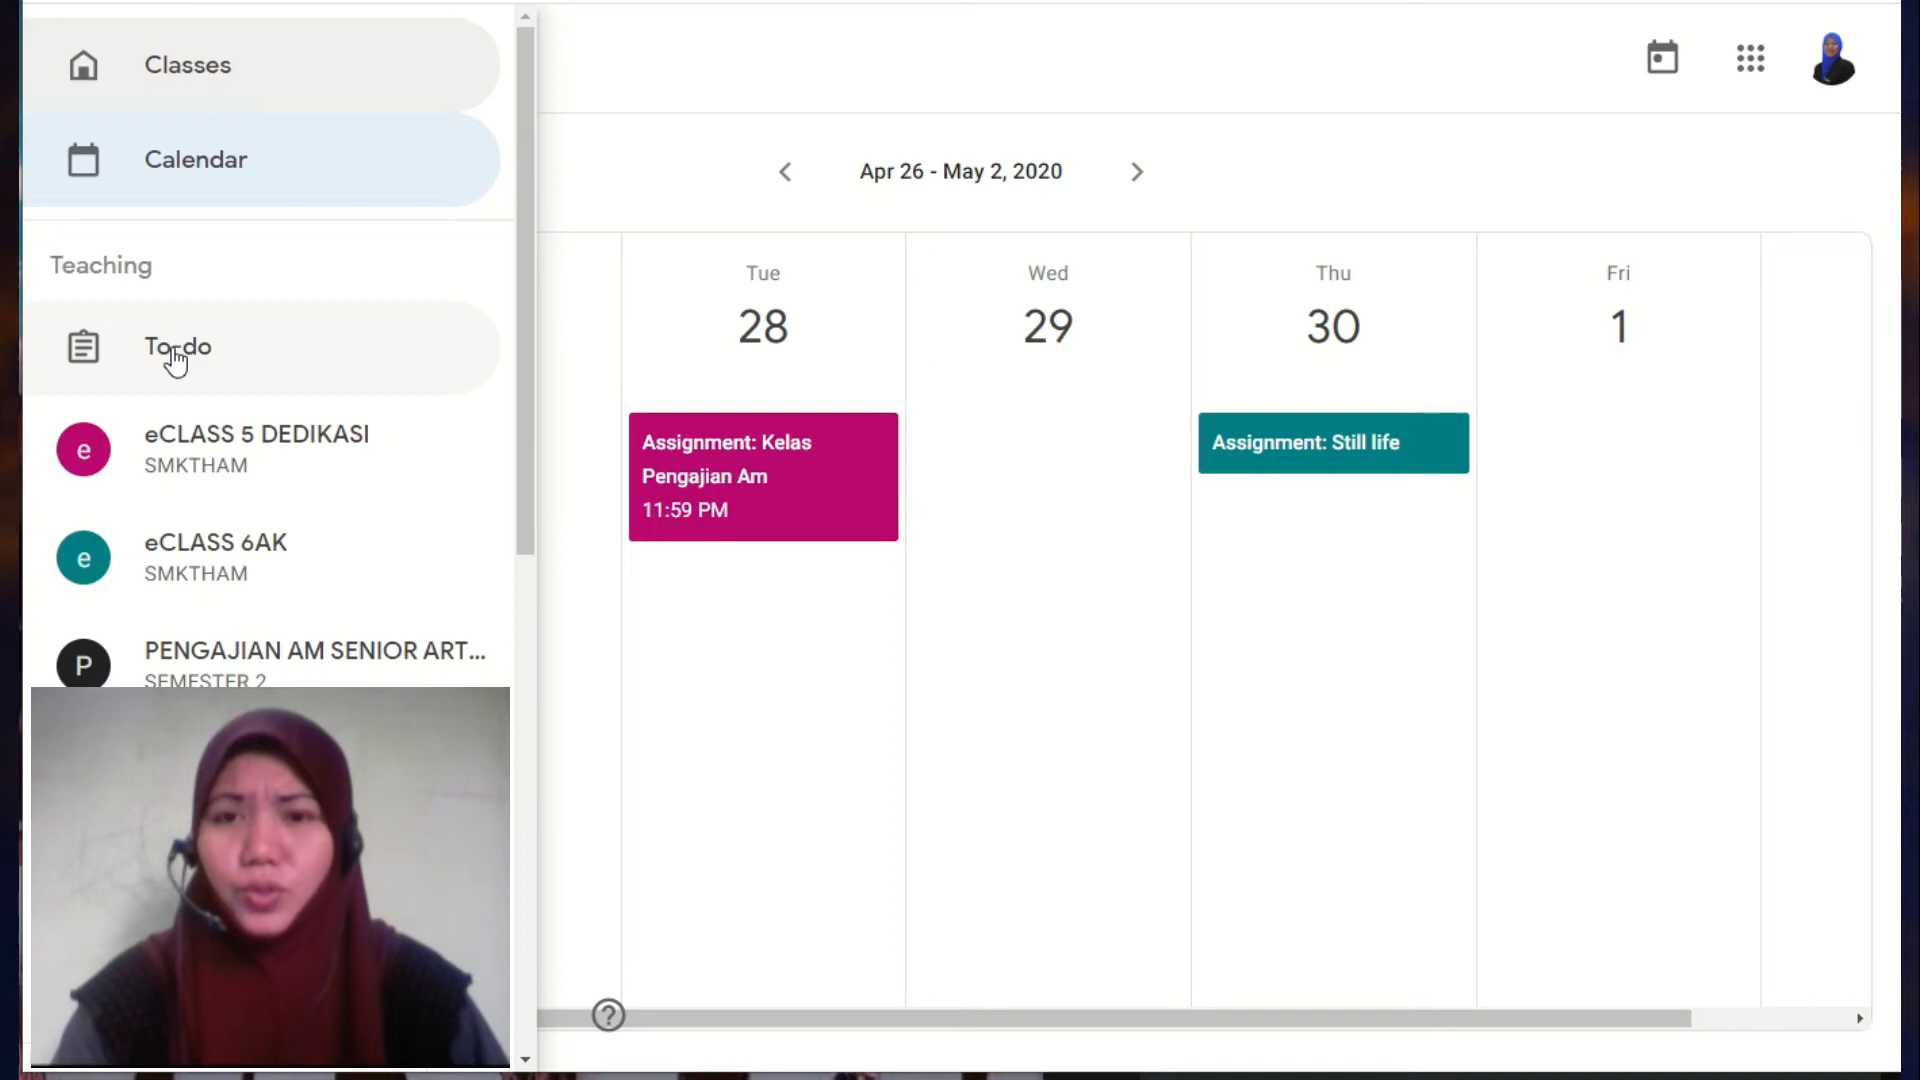 Classes
Calendar
Teaching
To-do
e
eCLASS 5 DEDIKASI
SMKTHAM
e
eCLASS 6AK
SMKTHAM
P
PENGAJIAN AM SENIOR ART...
SEMESTER 2
Apr 26 - May 2, 2020
Tue
28
Wed
29
Thu
30
Fri
1
Assignment: Kelas
Pengajian Am
11:59 PM
Assignment: Still life
?